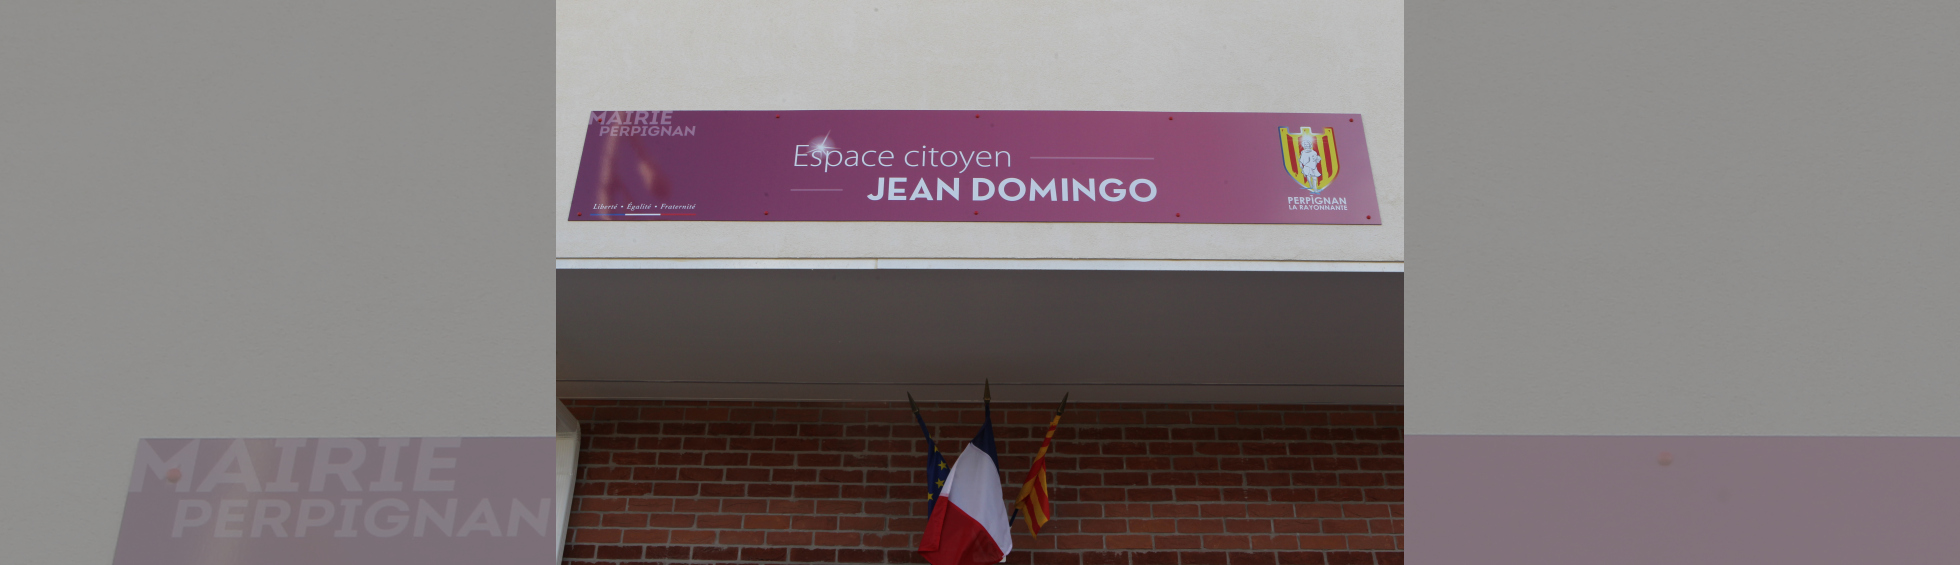 MAIRIE
PERPIGNAN
Espace citoyen
JEAN DOMINGO
Liberté • Égalité • Fraternité
PERPIGNAN
LA RAYONNANTE
MAIRIE
PERPIGNAN